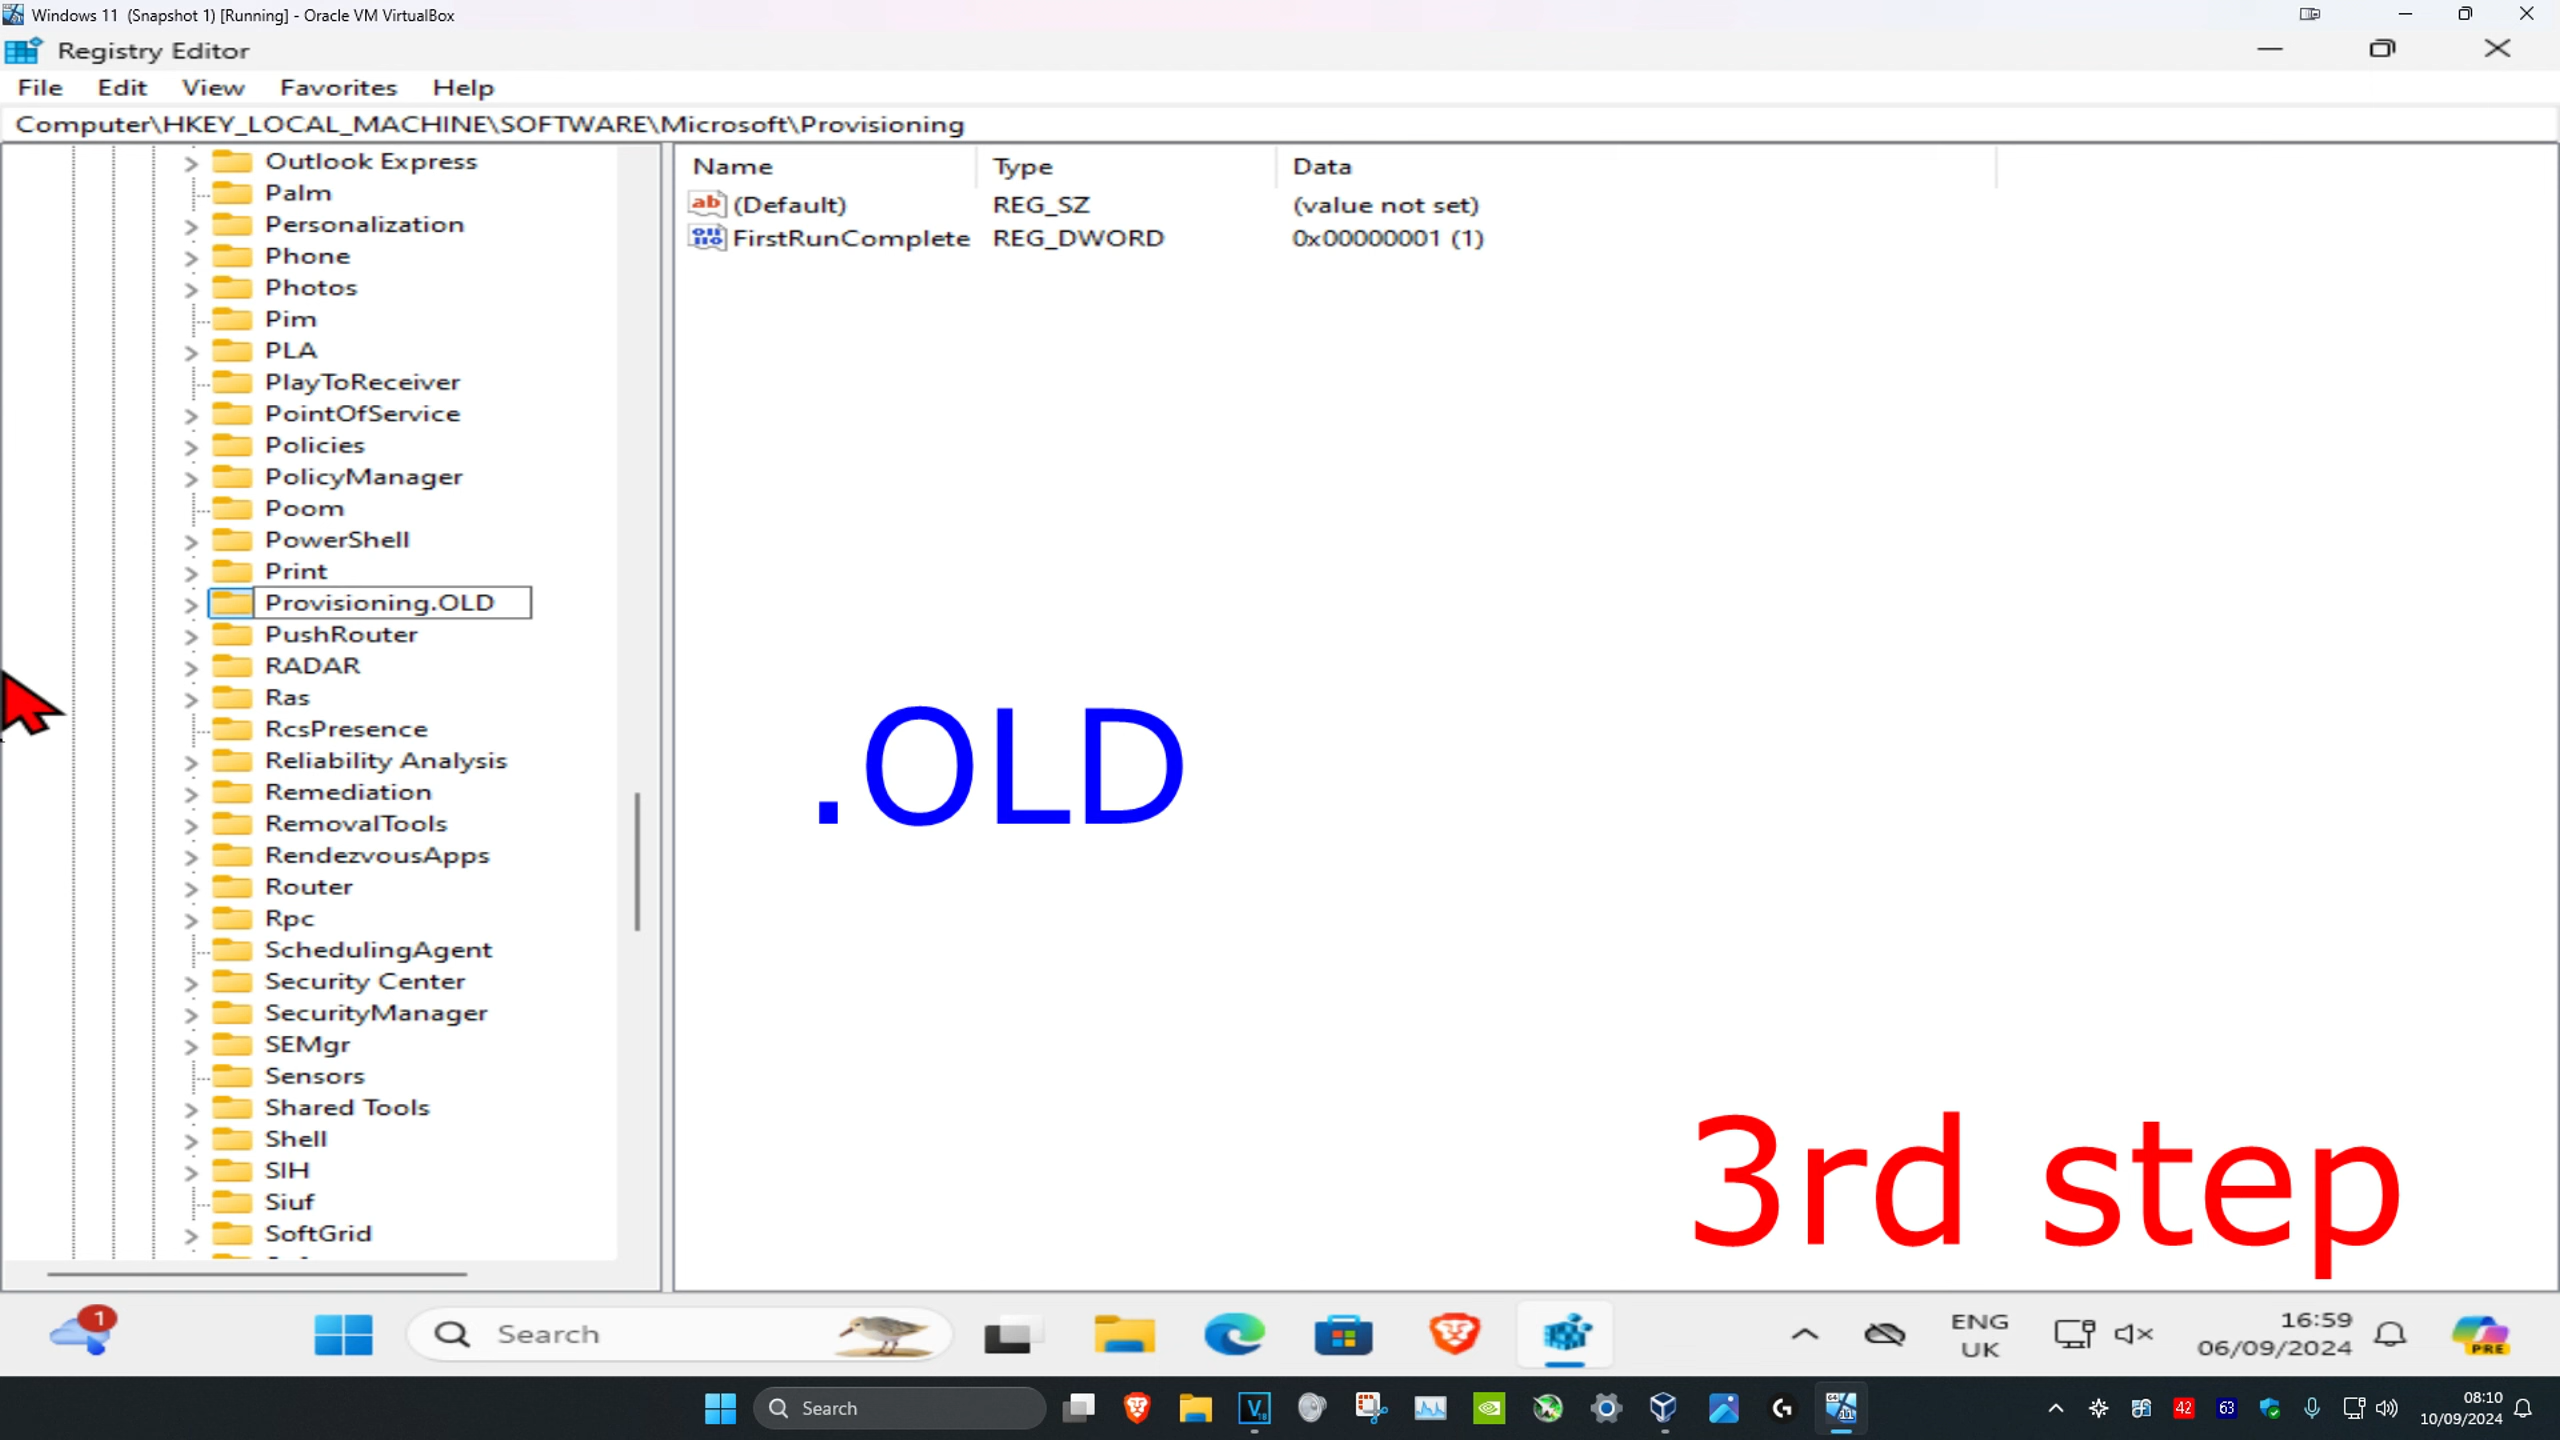 Windows 11 (Snapshot 1) [Running] - Oracle VM VirtualBox
Registry Editor
File Edit View Favorites Help
Computer\HKEY_LOCAL_MACHINE\SOFTWARE\Microsoft\Provisioning
Name Type Data
(Default) REG_SZ (value not set)
FirstRunComplete REG_DWORD 0x00000001 (1)
Outlook Express
Palm
Personalization
Phone
Photos
Pim
PLA
PlayToReceiver
PointOfService
Policies
PolicyManager
Poom
PowerShell
Print
Provisioning.OLD
PushRouter
RADAR
Ras
RcsPresence
Reliability Analysis
Remediation
RemovalTools
RendezvousApps
Router
Rpc
SchedulingAgent
Security Center
SecurityManager
SEMgr
Sensors
Shared Tools
Shell
SIH
Siuf
SoftGrid
.OLD
3rd step
1
Search
ENG
UK
16:59
06/09/2024
PRE
Search
42
63
08:10
10/09/2024